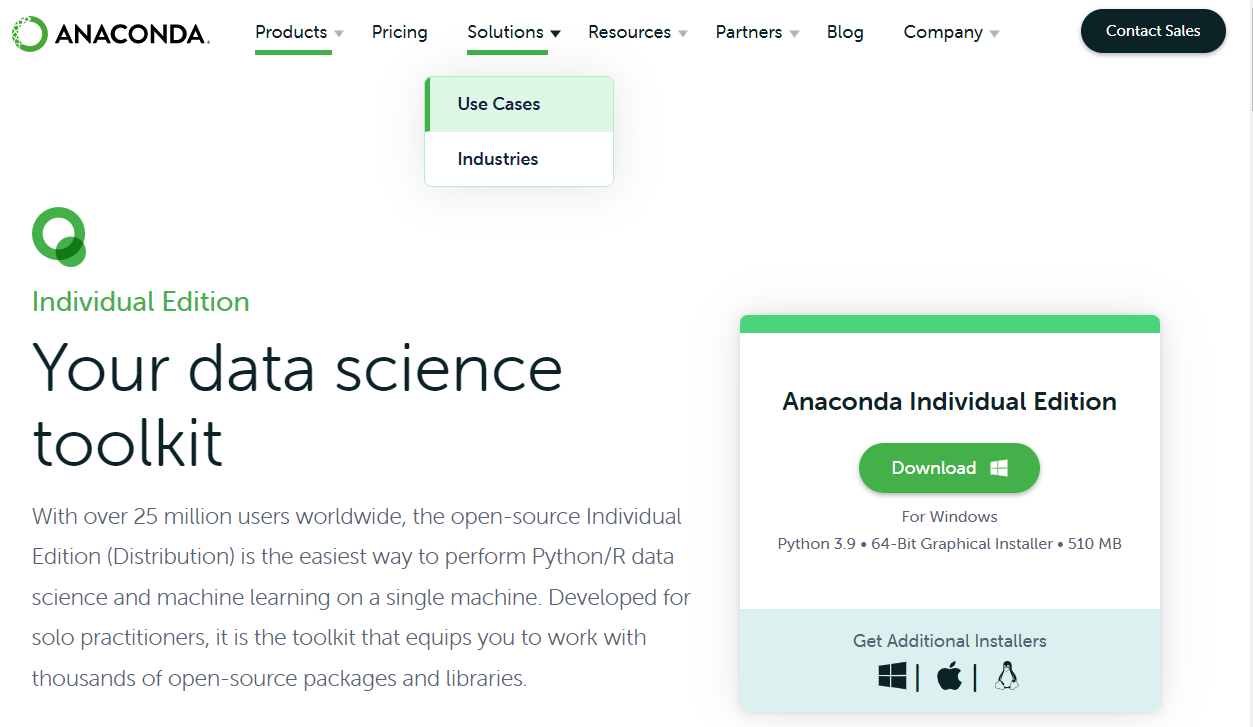 ANACONDA.
Products Pricing Solutions Resources Partners Blog Company Contact Sales
Use Cases
Industries
Individual Edition
Your data science
toolkit
With over 25 million users worldwide, the open-source Individual
Edition (Distribution) is the easiest way to perform Python/R data
science and machine learning on a single machine. Developed for
solo practitioners, it is the toolkit that equips you to work with
thousands of open-source packages and libraries.
Anaconda Individual Edition
Download
For Windows
Python 3.9 • 64-Bit Graphical Installer • 510 MB
Get Additional Installers
| |